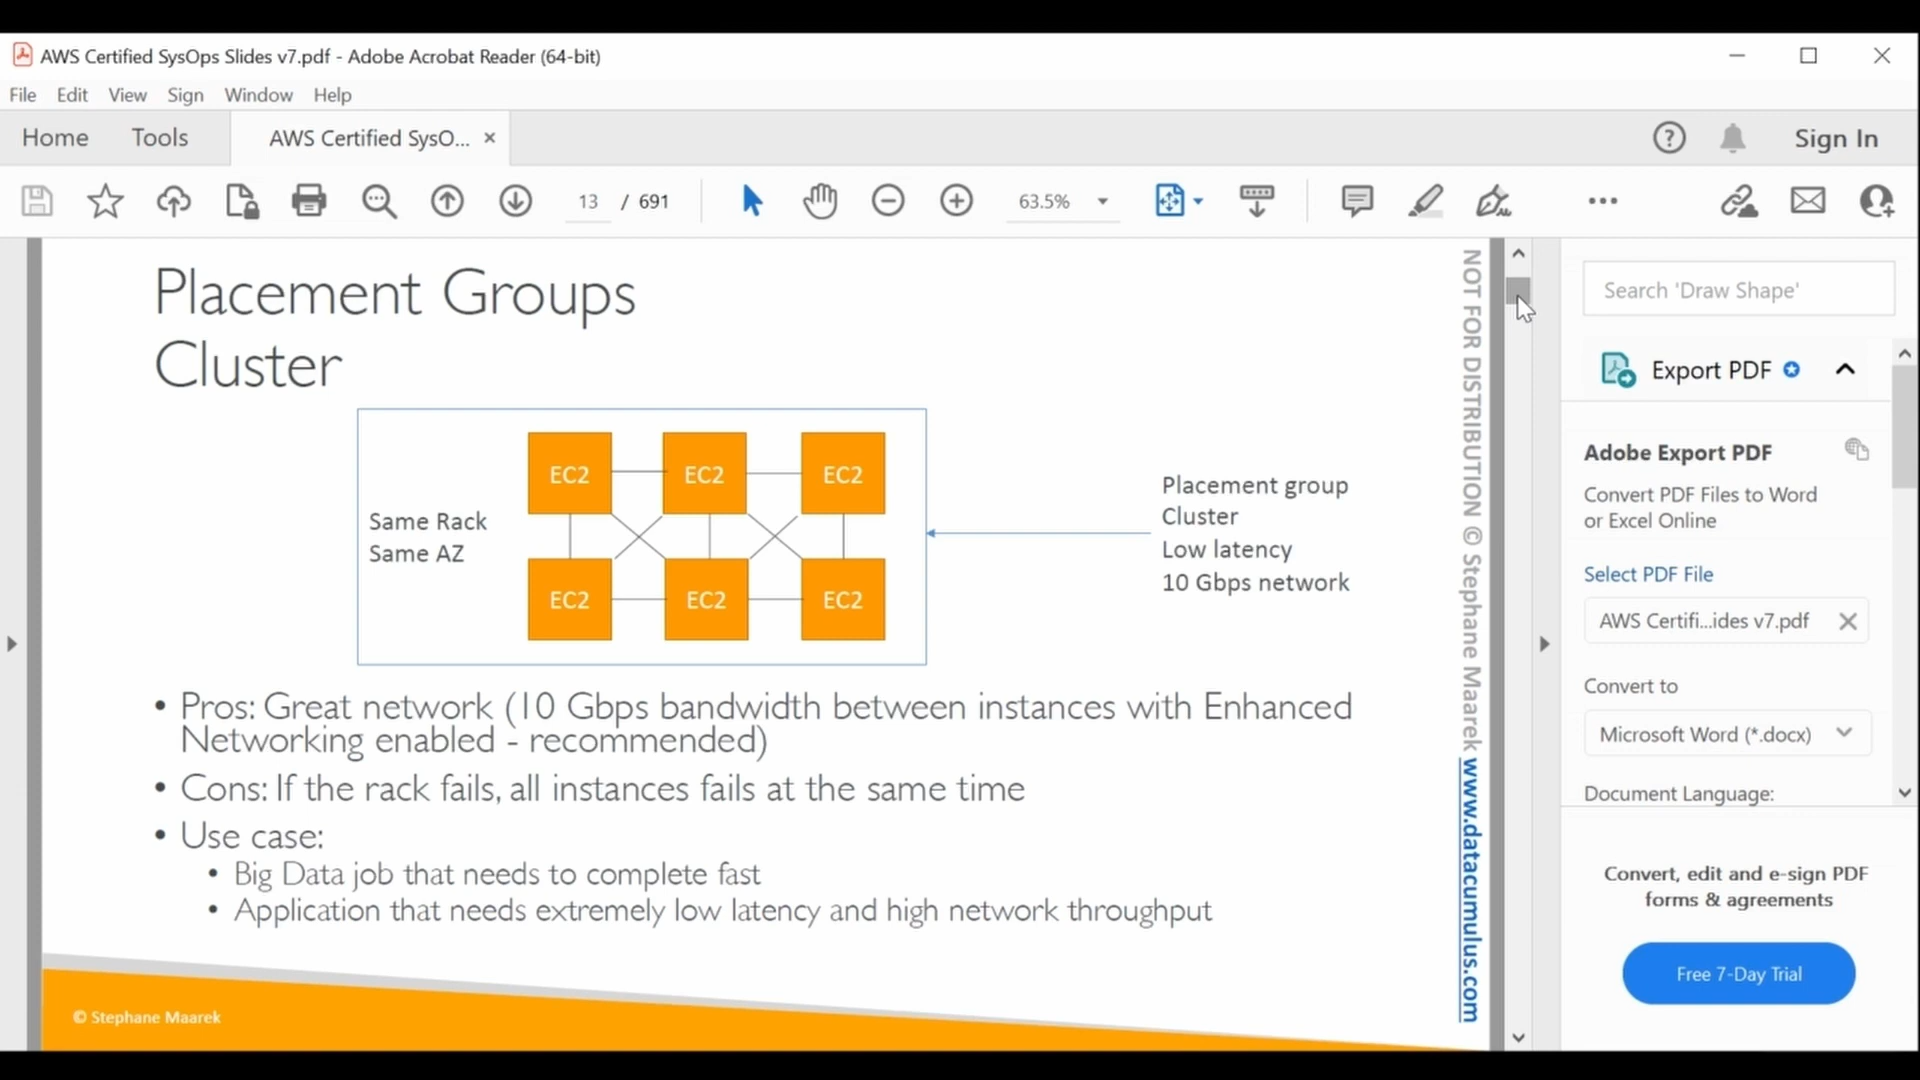 AWS Certified SysOps Slides v7.pdf - Adobe Acrobat Reader (64-bit)
File Edit View Sign Window Help
Home Tools AWS Certified SysO... × Sign In
13 / 691 63.5%
Placement Groups
Cluster
EC2 EC2 EC2
Same Rack
Same AZ
EC2 EC2 EC2
Placement group
Cluster
Low latency
10 Gbps network
• Pros: Great network (10 Gbps bandwidth between instances with Enhanced
Networking enabled - recommended)
• Cons: If the rack fails, all instances fails at the same time
• Use case:
• Big Data job that needs to complete fast
• Application that needs extremely low latency and high network throughput
© Stephane Maarek
NOT FOR DISTRIBUTION © Stephane Maarek www.datacumulus.com
Search 'Draw Shape'
Export PDF
Adobe Export PDF
Convert PDF Files to Word
or Excel Online
Select PDF File
AWS Certifi...ides v7.pdf
Convert to
Microsoft Word (*.docx)
Document Language:
Convert, edit and e-sign PDF
forms & agreements
Free 7-Day Trial